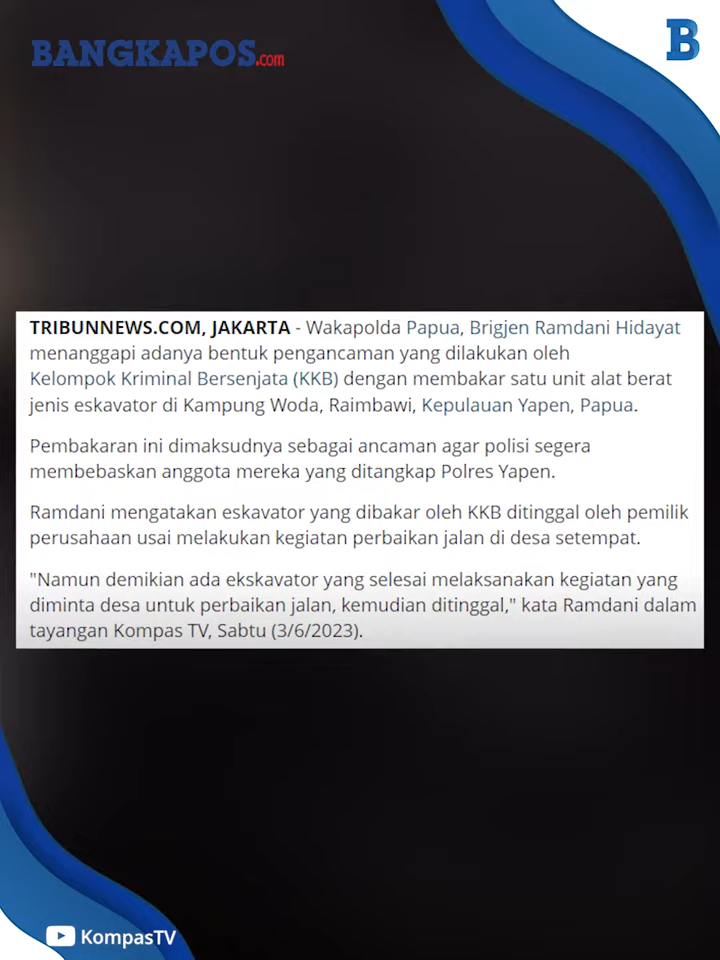 BANGKAPOS.com
B
TRIBUNNEWS.COM, JAKARTA - Wakapolda Papua, Brigjen Ramdani Hidayat
menanggapi adanya bentuk pengancaman yang dilakukan oleh
Kelompok Kriminal Bersenjata (KKB) dengan membakar satu unit alat berat
jenis eskavator di Kampung Woda, Raimbawi, Kepulauan Yapen, Papua.
Pembakaran ini dimaksudnya sebagai ancaman agar polisi segera
membebaskan anggota mereka yang ditangkap Polres Yapen.
Ramdani mengatakan eskavator yang dibakar oleh KKB ditinggal oleh pemilik
perusahaan usai melakukan kegiatan perbaikan jalan di desa setempat.
"Namun demikian ada ekskavator yang selesai melaksanakan kegiatan yang
diminta desa untuk perbaikan jalan, kemudian ditinggal," kata Ramdani dalam
tayangan Kompas TV, Sabtu (3/6/2023).
KompasTV